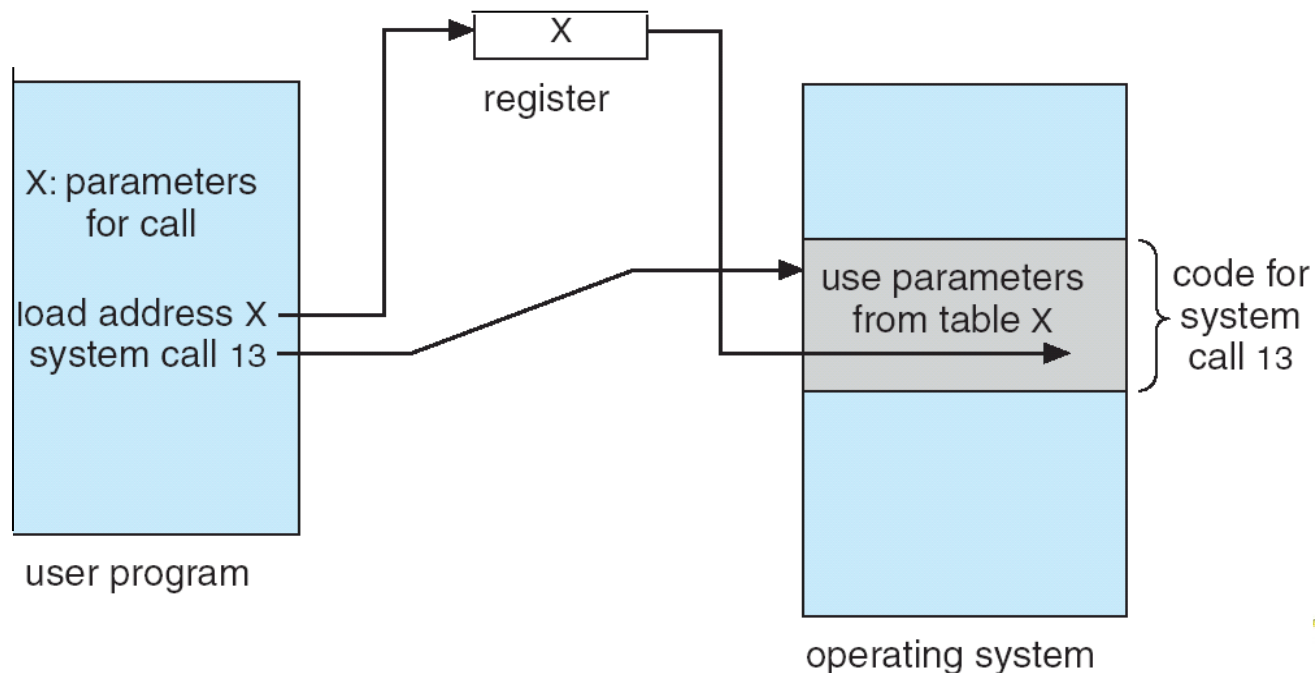 X
register
X: parameters
for call
load address X
system call 13
user program
use parameters
from table X
code for
system
call 13
operating system